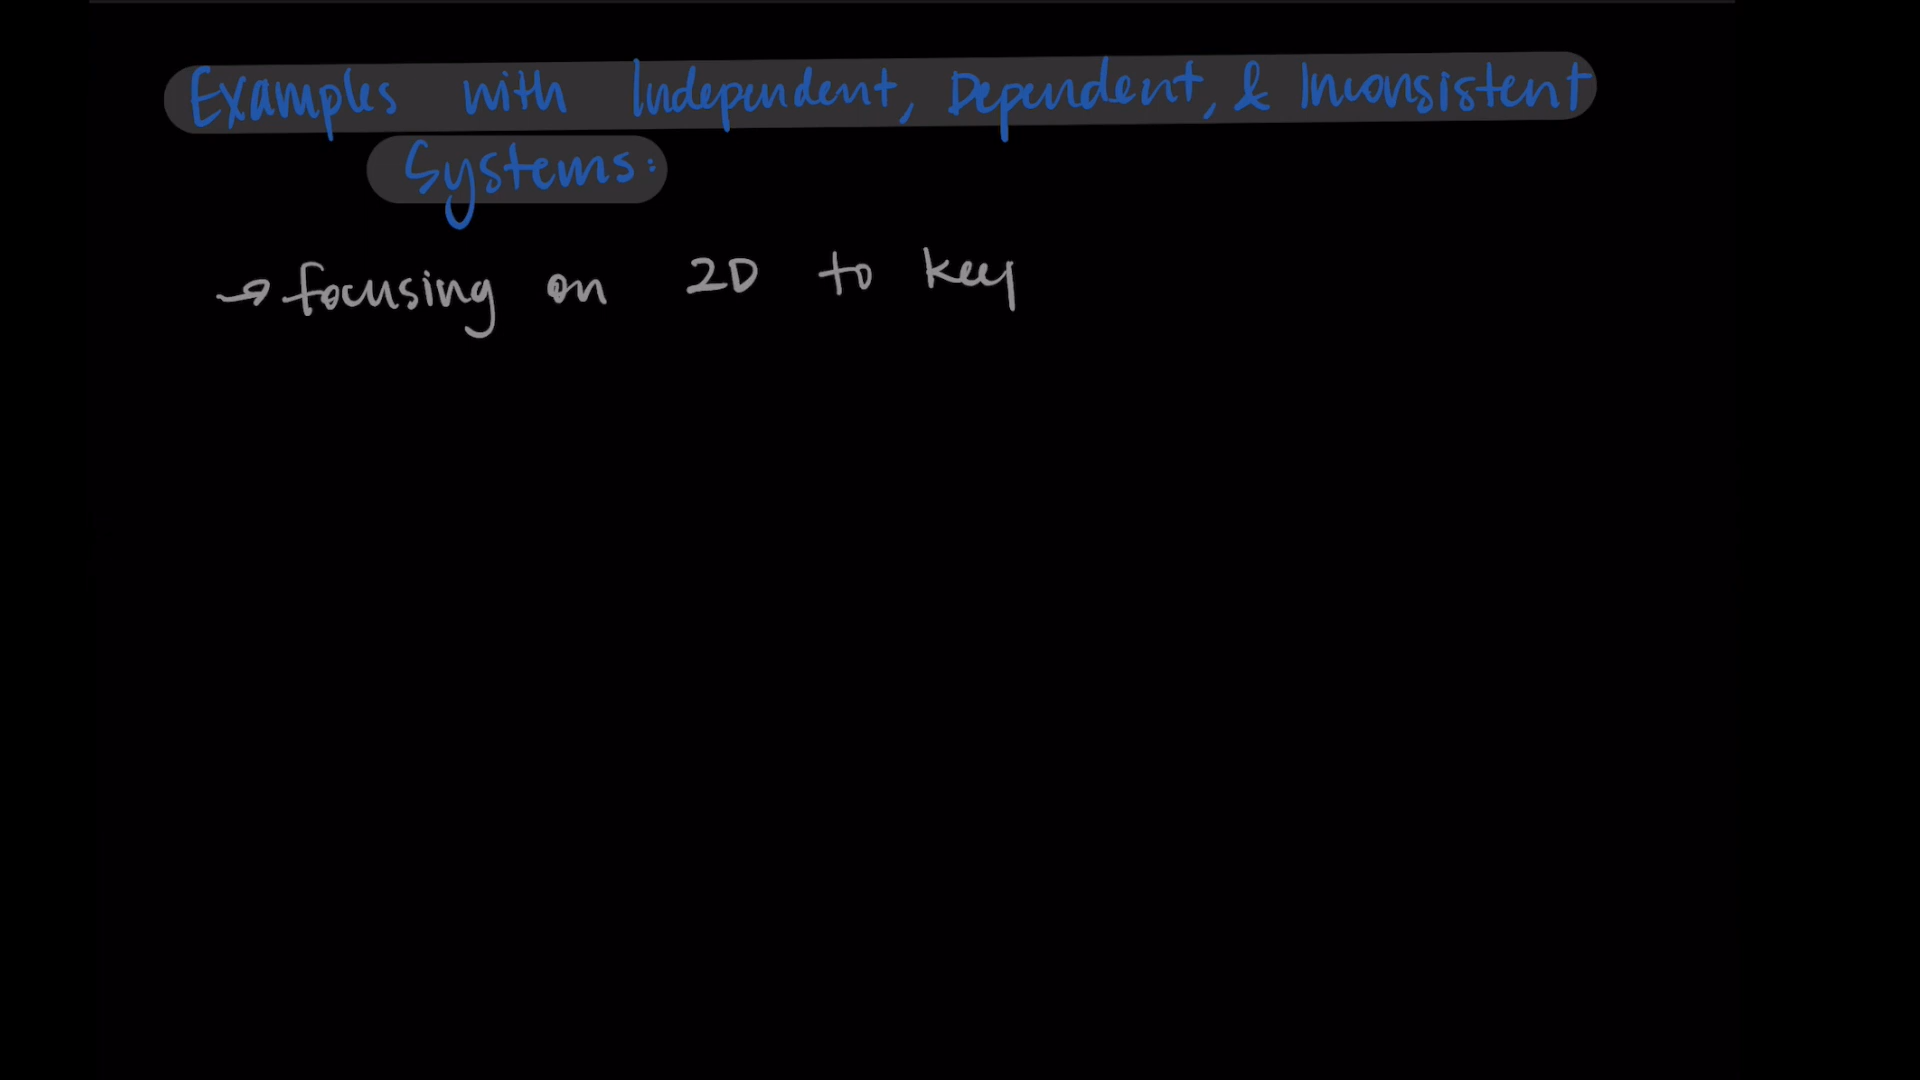 Examples with Independent, Dependent, & Inconsistent
Systems:
→ focusing on 2D to key